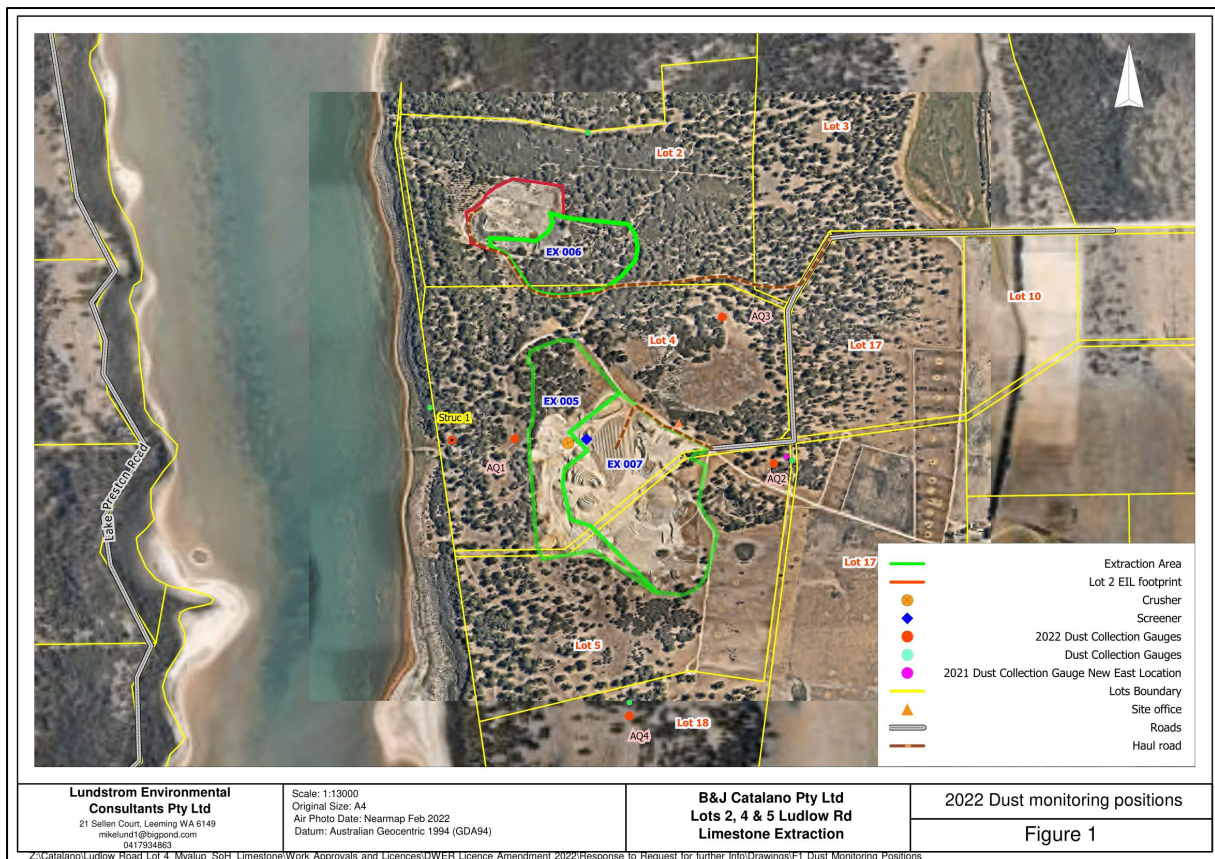 Lot 3
Lot 2
EX 006
Lot 10
AQ3
Lot 4
Lot 17
EX 005
Struc 1
AQ1
EX 007
AQ2
Lake Preston Road
Lot 17
Lot 5
Lot 18
AQ4
Extraction Area
Lot 2 EIL footprint
Crusher
Screener
2022 Dust Collection Gauges
Dust Collection Gauges
2021 Dust Collection Gauge New East Location
Lots Boundary
Site office
Roads
Haul road
Lundstrom Environmental
Consultants Pty Ltd
21 Sellen Court, Leeming WA 6149
mikelund1@bigpond.com
0417934863
Scale: 1:13000
Original Size: A4
Air Photo Date: Nearmap Feb 2022
Datum: Australian Geocentric 1994 (GDA94)
B&J Catalano Pty Ltd
Lots 2, 4 & 5 Ludlow Rd
Limestone Extraction
2022 Dust monitoring positions
Figure 1
Z:\Catalano\Ludlow Road Lot 4 Myalup SoH Limestone\Work Approvals and Licences\DWER Licence Amendment 2022\Response to Request for further Info\Drawings\F1 Dust Monitoring Positions